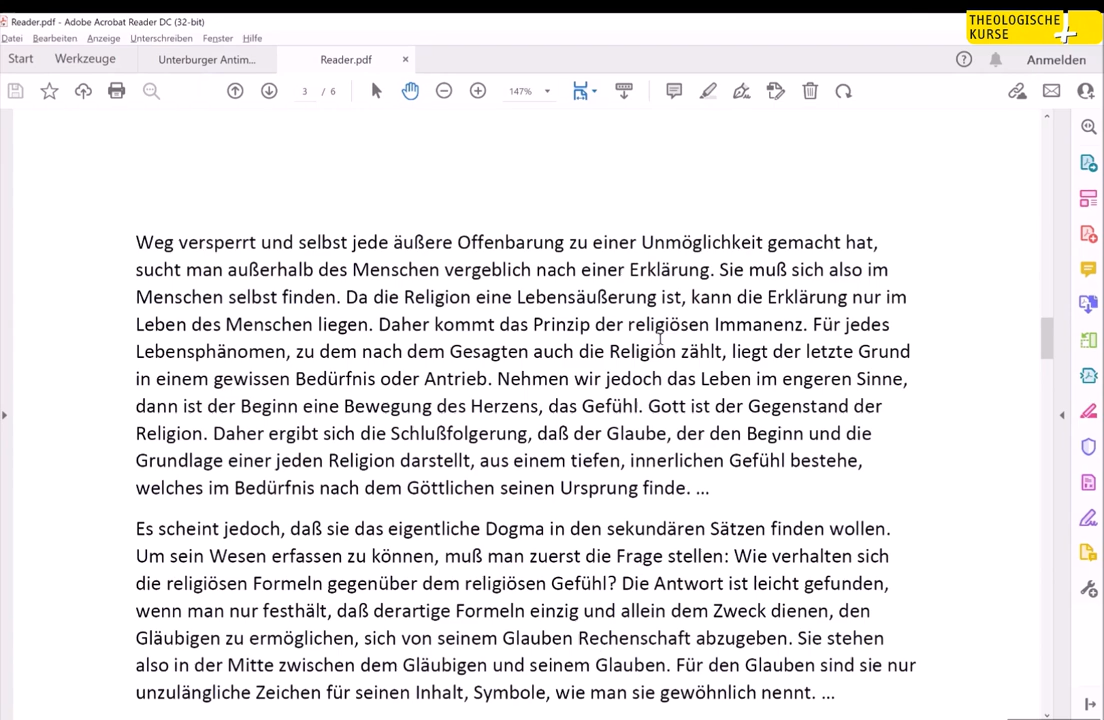 Reader.pdf - Adobe Acrobat Reader DC (32-bit)
THEOLOGISCHE
KURSE
Datei Bearbeiten Anzeige Unterschreiben Fenster Hilfe
Start Werkzeuge Unterburger Antim... Reader.pdf × Anmelden
3 / 6 147%
Weg versperrt und selbst jede äußere Offenbarung zu einer Unmöglichkeit gemacht hat,
sucht man außerhalb des Menschen vergeblich nach einer Erklärung. Sie muß sich also im
Menschen selbst finden. Da die Religion eine Lebensäußerung ist, kann die Erklärung nur im
Leben des Menschen liegen. Daher kommt das Prinzip der religiösen Immanenz. Für jedes
Lebensphänomen, zu dem nach dem Gesagten auch die Religion zählt, liegt der letzte Grund
in einem gewissen Bedürfnis oder Antrieb. Nehmen wir jedoch das Leben im engeren Sinne,
dann ist der Beginn eine Bewegung des Herzens, das Gefühl. Gott ist der Gegenstand der
Religion. Daher ergibt sich die Schlußfolgerung, daß der Glaube, der den Beginn und die
Grundlage einer jeden Religion darstellt, aus einem tiefen, innerlichen Gefühl bestehe,
welches im Bedürfnis nach dem Göttlichen seinen Ursprung finde. ...
Es scheint jedoch, daß sie das eigentliche Dogma in den sekundären Sätzen finden wollen.
Um sein Wesen erfassen zu können, muß man zuerst die Frage stellen: Wie verhalten sich
die religiösen Formeln gegenüber dem religiösen Gefühl? Die Antwort ist leicht gefunden,
wenn man nur festhält, daß derartige Formeln einzig und allein dem Zweck dienen, den
Gläubigen zu ermöglichen, sich von seinem Glauben Rechenschaft abzugeben. Sie stehen
also in der Mitte zwischen dem Gläubigen und seinem Glauben. Für den Glauben sind sie nur
unzulängliche Zeichen für seinen Inhalt, Symbole, wie man sie gewöhnlich nennt. ...